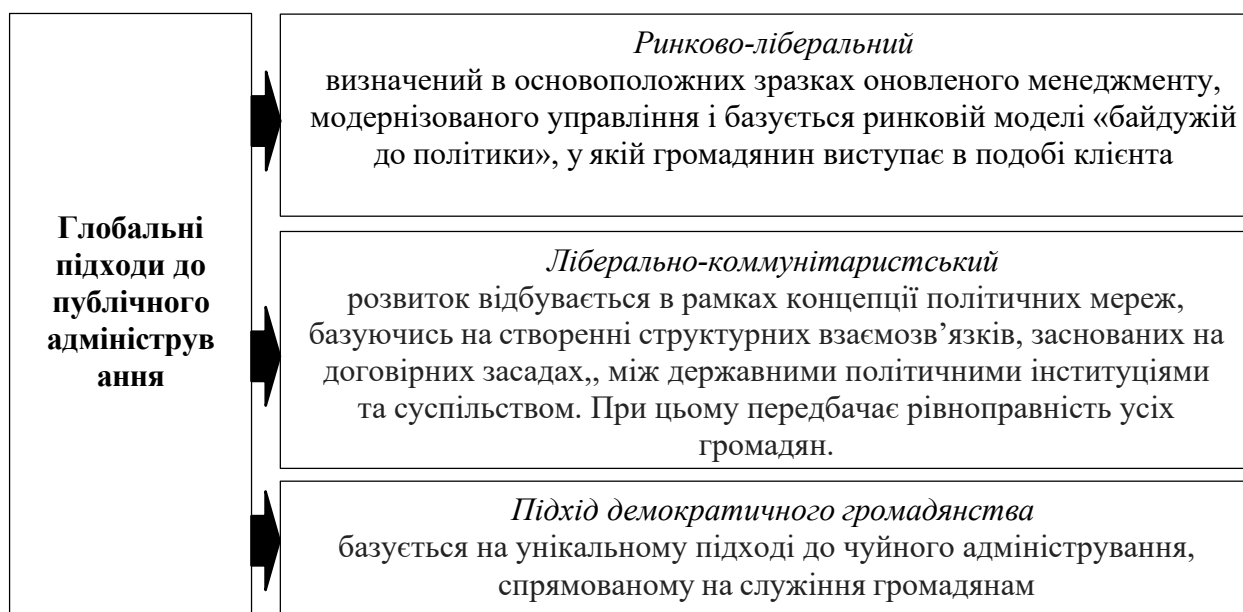 Глобальні
підходи до
публічного
адмініструв
ання
Ринково-ліберальний
визначений в основоположних зразках оновленого менеджменту,
модернізованого управління і базується ринковій моделі «байдужій
до політики», у якій громадянин виступає в подобі клієнта
Ліберально-коммунітаристський
розвиток відбувається в рамках концепції політичних мереж,
базуючись на створенні структурних взаємозв’язків, заснованих на
договірних засадах,, між державними політичними інституціями
та суспільством. При цьому передбачає рівноправність усіх
громадян.
Підхід демократичного громадянства
базується на унікальному підході до чуйного адміністрування,
спрямованому на служіння громадянам